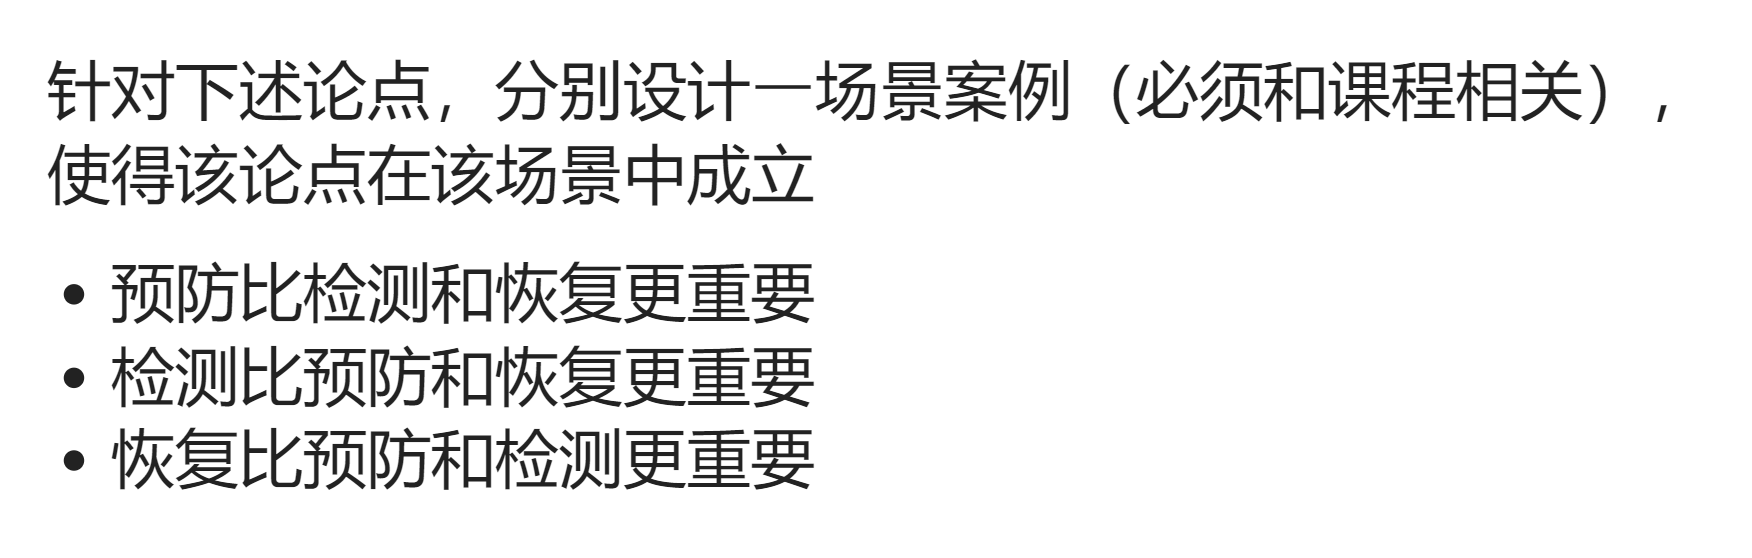 针对下述论点，分别设计一场景案例（必须和课程相关），
使得该论点在该场景中成立
• 预防比检测和恢复更重要
• 检测比预防和恢复更重要
• 恢复比预防和检测更重要